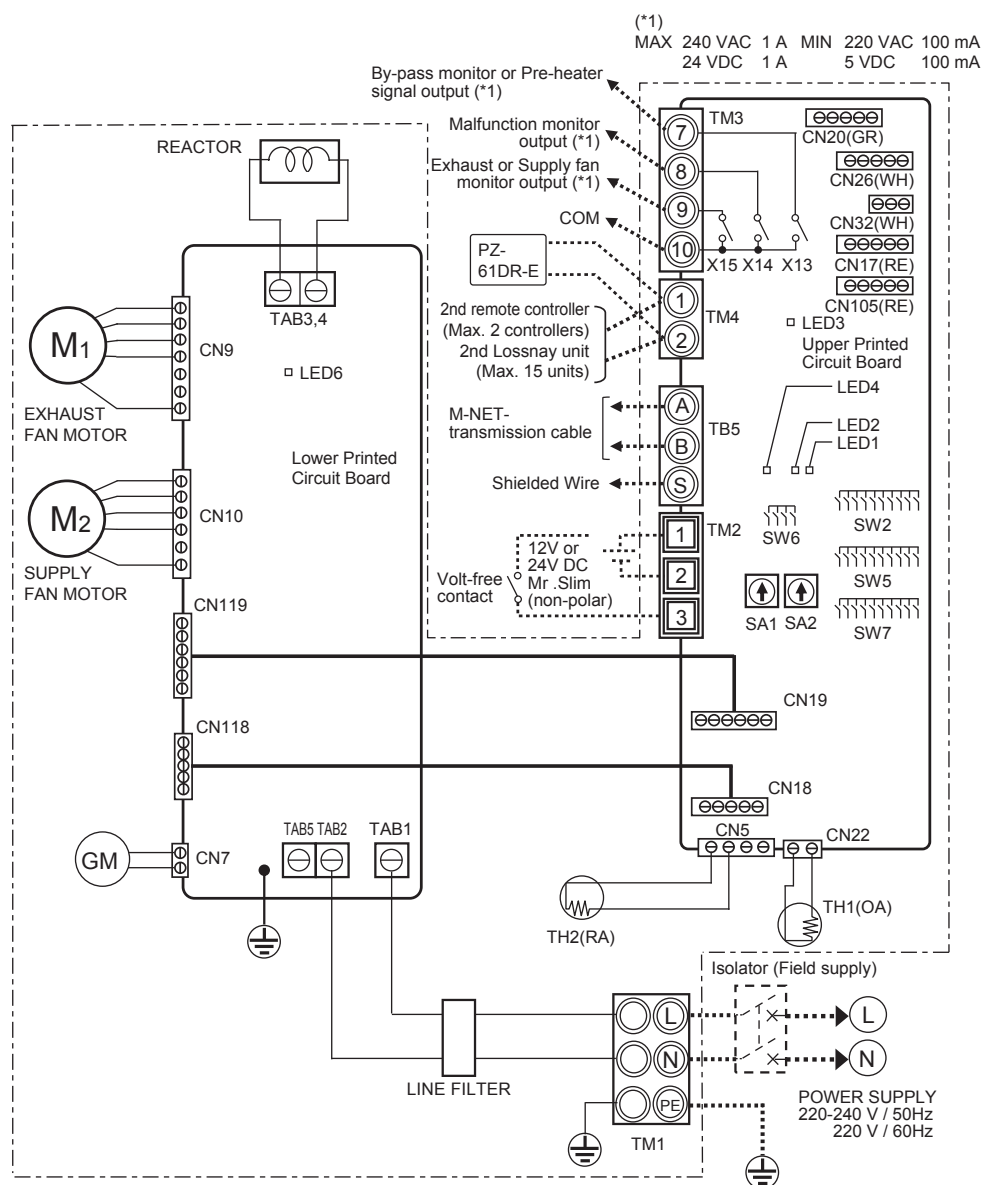 (*1)
MAX 240 VAC 1 A MIN 220 VAC 100 mA
24 VDC 1 A 5 VDC 100 mA
By-pass monitor or Pre-heater
signal output (*1)
Malfunction monitor
output (*1)
Exhaust or Supply fan
monitor output (*1)
COM
PZ-
61DR-E
2nd remote controller
(Max. 2 controllers)
2nd Lossnay unit
(Max. 15 units)
M-NET-
transmission cable
Shielded Wire
12V or
24V DC
Mr .Slim
(non-polar)
Volt-free
contact
7
8
9
10
TM3
X15 X14 X13
1
2
TM4
A
B
S
TB5
1
2
3
TM2
CN20(GR)
CN26(WH)
CN32(WH)
CN17(RE)
CN105(RE)
LED3
Upper Printed
Circuit Board
LED4
LED2
LED1
SW6
SW2
SW5
SW7
SA1 SA2
CN19
CN18
CN5
CN22
TH2(RA)
TH1(OA)
REACTOR
TAB3,4
M1
EXHAUST
FAN MOTOR
CN9
LED6
Lower Printed
Circuit Board
M2
SUPPLY
FAN MOTOR
CN10
CN119
CN118
GM
CN7
TAB5 TAB2 TAB1
LINE FILTER
L
N
PE
TM1
Isolator (Field supply)
L
N
POWER SUPPLY
220-240 V / 50Hz
220 V / 60Hz